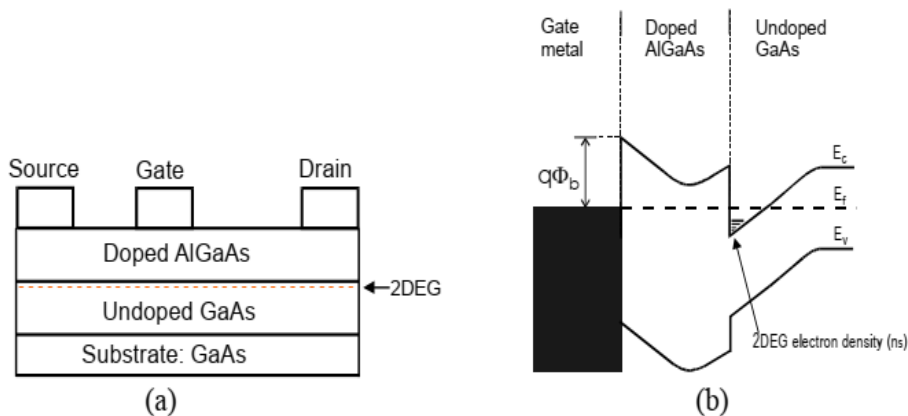 Source
Gate
Drain
Doped AlGaAs
2DEG
Undoped GaAs
Substrate: GaAs
(a)
Gate
metal
Doped
AlGaAs
Undoped
GaAs
qΦb
Ec
Ef
Ev
2DEG electron density (ns)
(b)